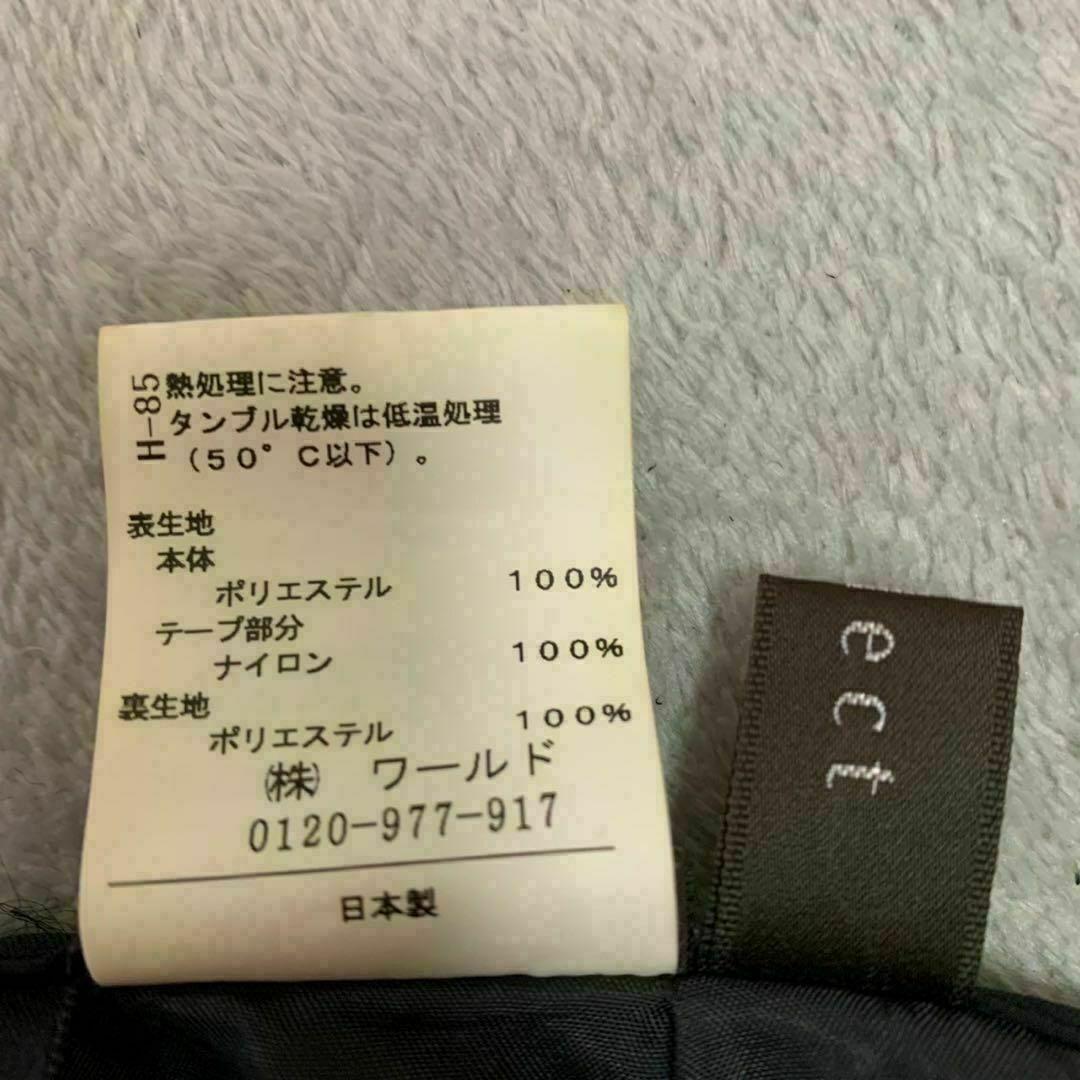 H-85
熱処理に注意。
タンブル乾燥は低温処理
（50°C以下）。
表生地
本体
ポリエステル 100%
テープ部分
ナイロン 100%
裏生地
ポリエステル 100%
㈱ ワールド
0120-977-917
日本製
ect